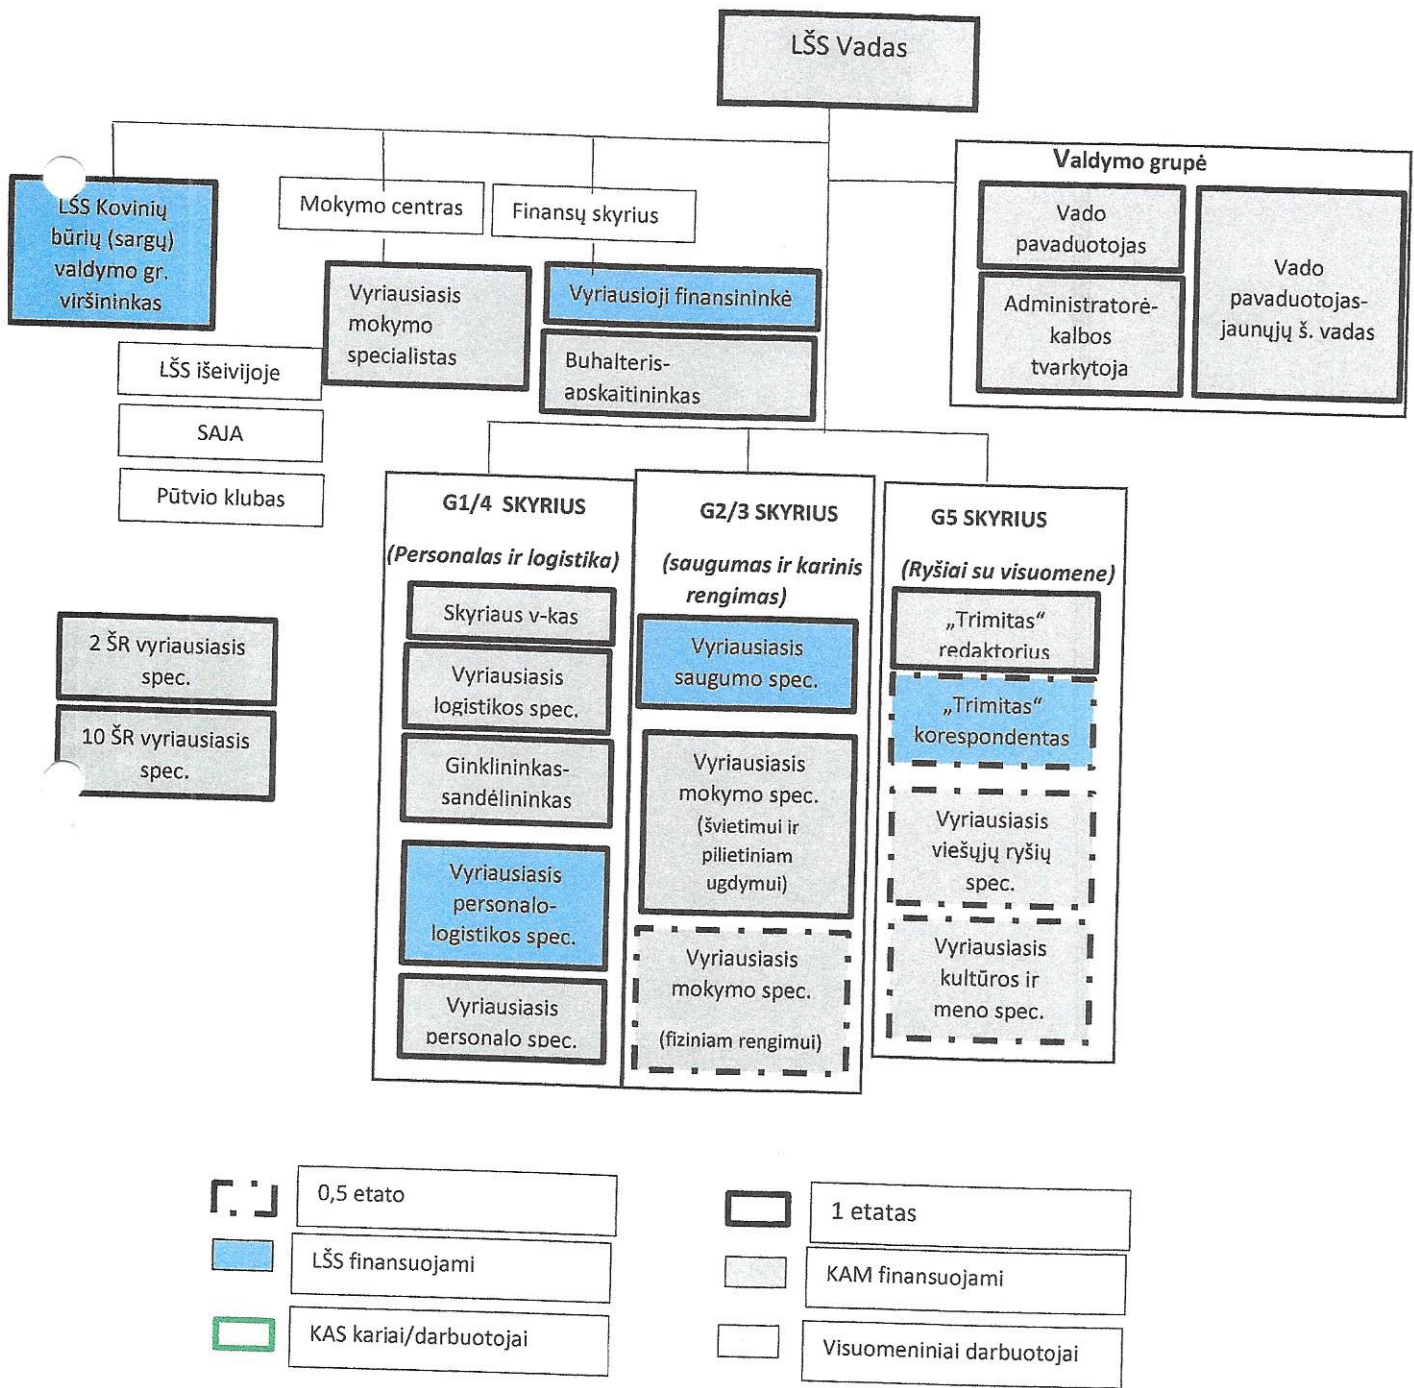 LŠS Vadas
Valdymo grupė
Vado
pavaduotojas
Administratorė-
kalbos
tvarkytoja
Vado
pavaduotojas-
jaunųjų š. vadas
LŠS Kovinių
būrių (sargų)
valdymo gr.
viršininkas
Mokymo centras
Finansų skyrius
Vyriausiasis
mokymo
specialistas
Vyriausioji finansininkė
Buhalteris-
apskaitininkas
LŠS išeivijoje
SAJA
Pūtvio klubas
2 ŠR vyriausiasis
spec.
10 ŠR vyriausiasis
spec.
G1/4 SKYRIUS
(Personalas ir logistika)
Skyriaus v-kas
Vyriausiasis
logistikos spec.
Ginklininkas-
sandėlininkas
Vyriausiasis
personalo-
logistikos spec.
Vyriausiasis
personalo spec.
G2/3 SKYRIUS
(saugumas ir karinis
rengimas)
Vyriausiasis
saugumo spec.
Vyriausiasis
mokymo spec.
(švietimui ir
pilietiniam
ugdymui)
Vyriausiasis
mokymo spec.
(fiziniam rengimui)
G5 SKYRIUS
(Ryšiai su visuomene)
„Trimitas“
redaktorius
„Trimitas“
korespondentas
Vyriausiasis
viešųjų ryšių
spec.
Vyriausiasis
kultūros ir
meno spec.
0,5 etato
1 etatas
LŠS finansuojami
KAM finansuojami
KAS kariai/darbuotojai
Visuomeniniai darbuotojai